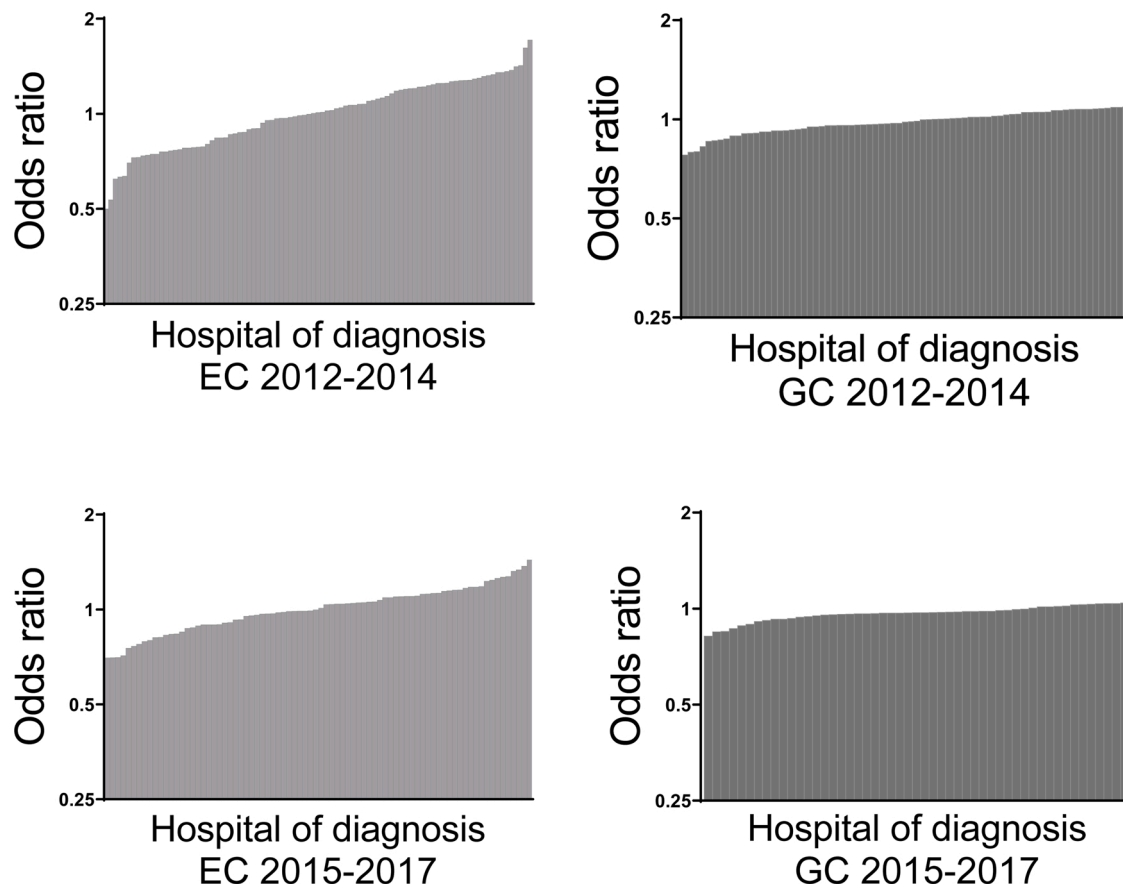 2
1
0.5
0.25
Odds ratio
Hospital of diagnosis
EC 2012-2014
2
1
0.5
0.25
Odds ratio
Hospital of diagnosis
GC 2012-2014
2
1
0.5
0.25
Odds ratio
Hospital of diagnosis
EC 2015-2017
2
1
0.5
0.25
Odds ratio
Hospital of diagnosis
GC 2015-2017